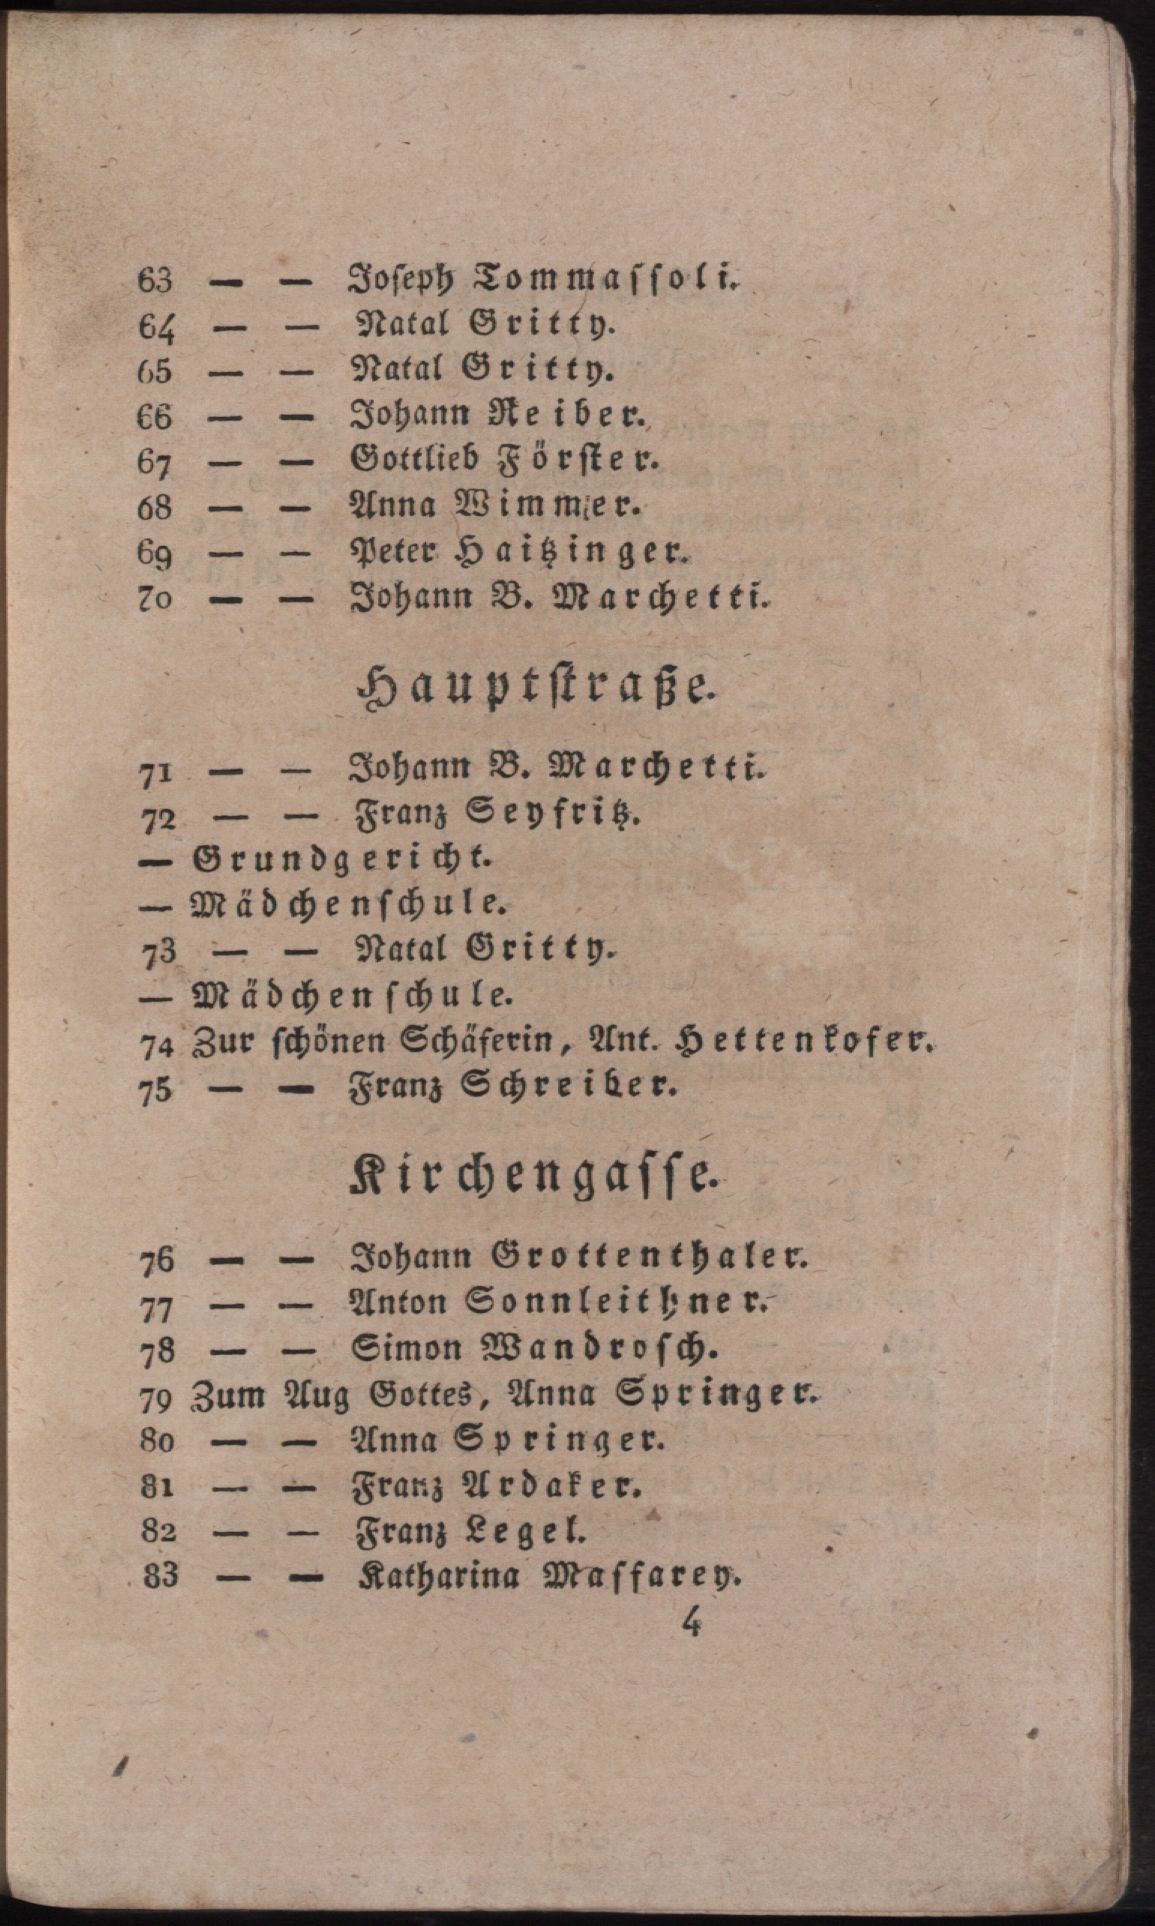 63 — — Joseph Tommassoli.
64 — — Natal Gritty.
65 — — Natal Gritty.
66 — — Johann Reiber.
67 — — Gottlieb Förster.
68 — — Anna Wimmer.
69 — — Peter Haitzinger.
70 — — Johann B. Marchetti.
Hauptstraße.
71 — — Johann B. Marchetti.
72 — — Franz Seyfritz.
— Grundgericht.
— Mädchenschule.
73 — — Natal Gritty.
— Mädchenschule.
74 Zur schönen Schäferin, Ant. Hettenkofer.
75 — — Franz Schreiber.
Kirchengasse.
76 — — Johann Grottenthaler.
77 — — Anton Sonnleithner.
78 — — Simon Wandrosch.
79 Zum Aug Gottes, Anna Springer.
80 — — Anna Springer.
81 — — Franz Ardaker.
82 — — Franz Legel.
83 — — Katharina Massarey.
4